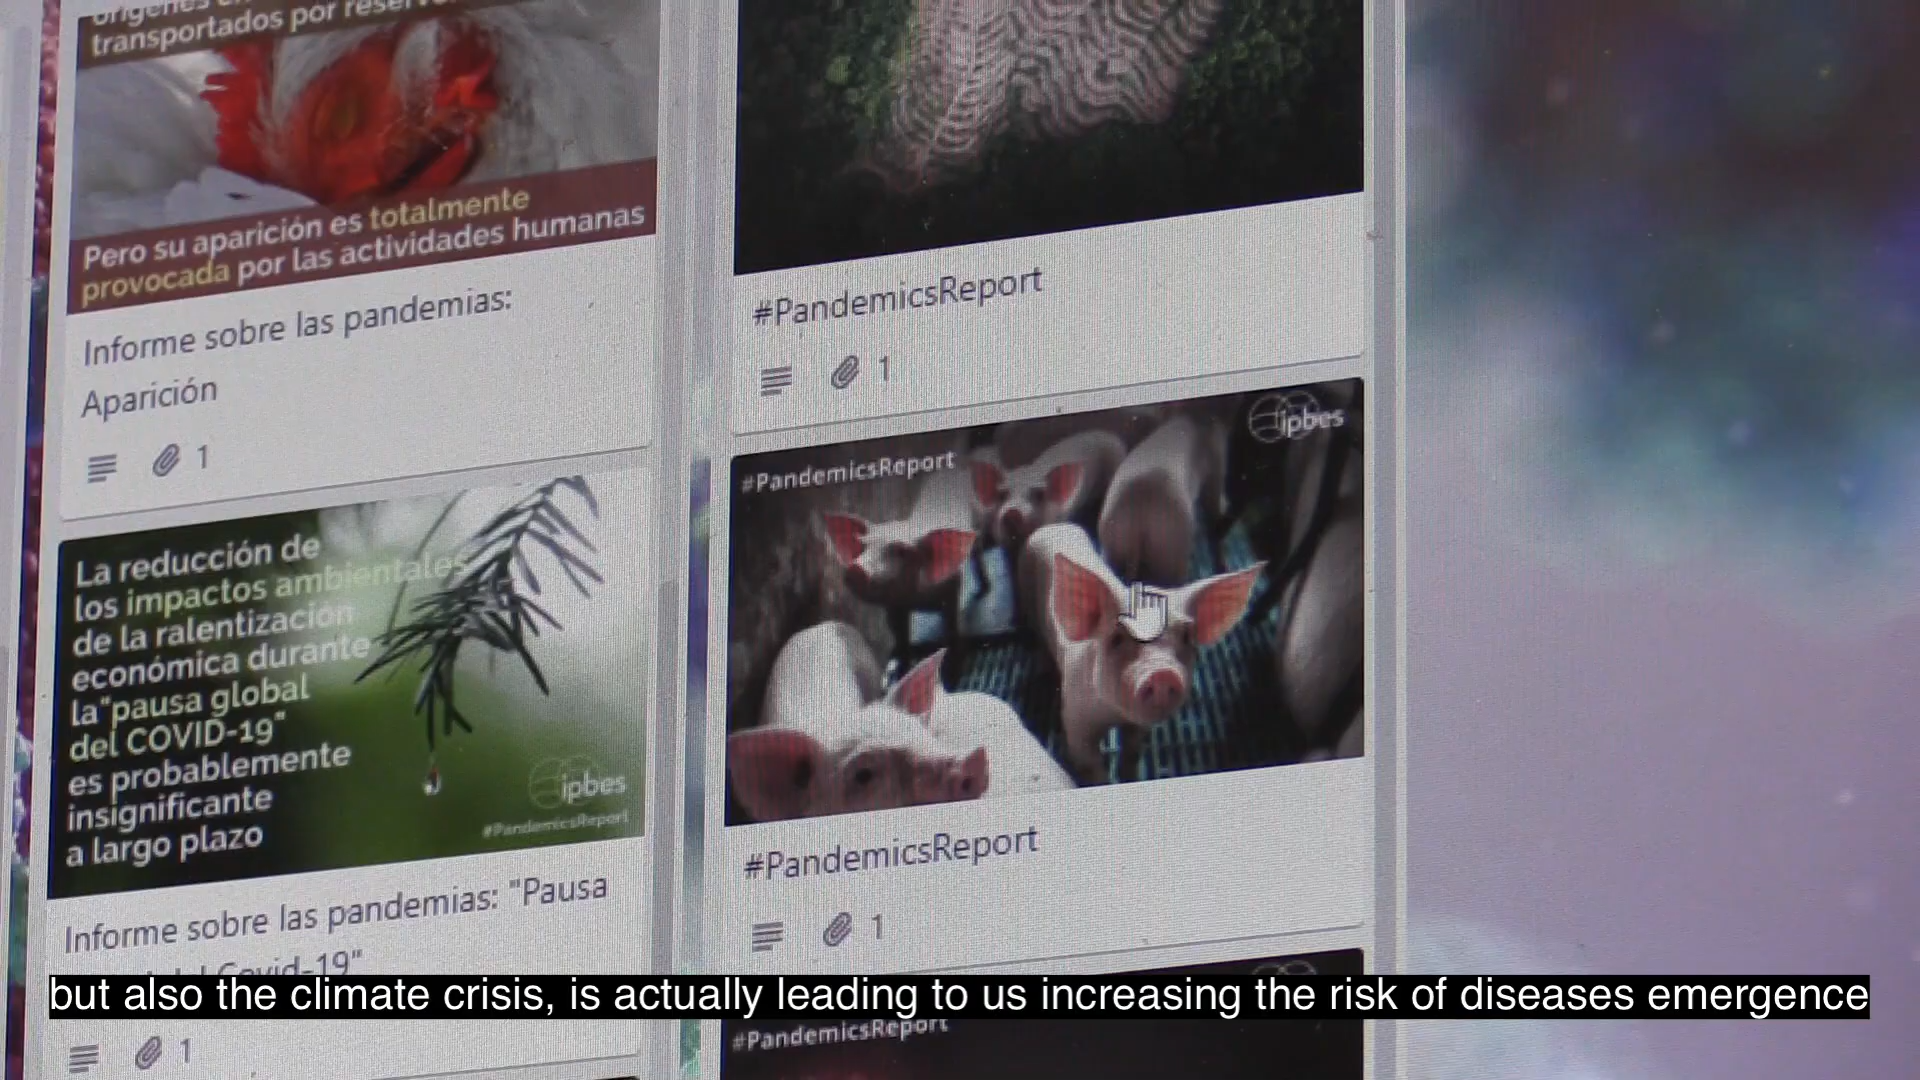 transportados por
Pero su aparición es totalmente
provocada por las actividades humanas
Informe sobre las pandemias:
Aparición
1
La reducción de
los impactos ambientales
de la ralentización
económica durante
la "pausa global
del COVID-19"
es probablemente
insignificante
a largo plazo
ipbes
#PandemicsReport
Informe sobre las pandemias: "Pausa
Covid-19"
1
#PandemicsReport
1
#PandemicsReport
ipbes
#PandemicsReport
1
#PandemicsReport
but also the climate crisis, is actually leading to us increasing the risk of diseases emergence